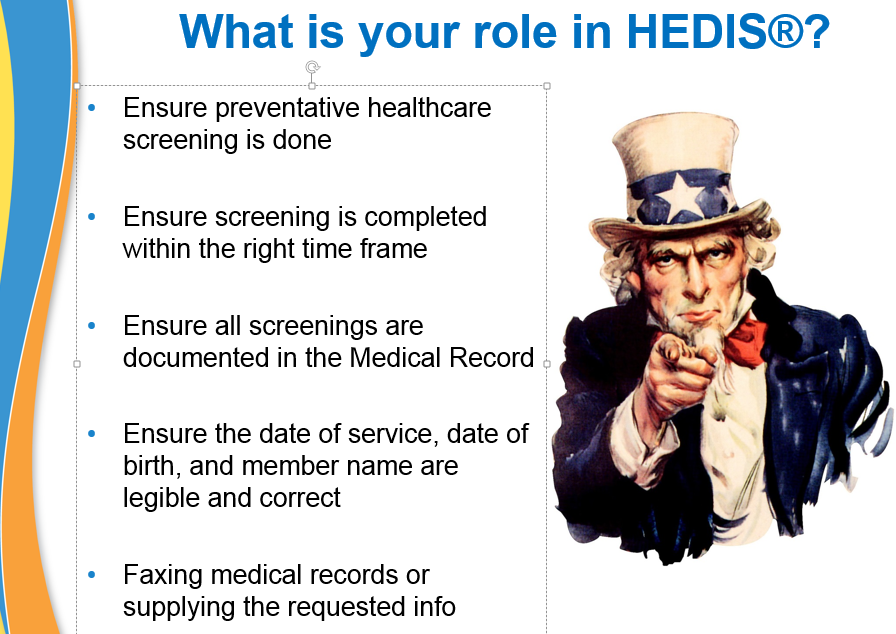 What is your role in HEDIS®?
• Ensure preventative healthcare
screening is done
• Ensure screening is completed
within the right time frame
• Ensure all screenings are
documented in the Medical Record
• Ensure the date of service, date of
birth, and member name are
legible and correct
• Faxing medical records or
supplying the requested info